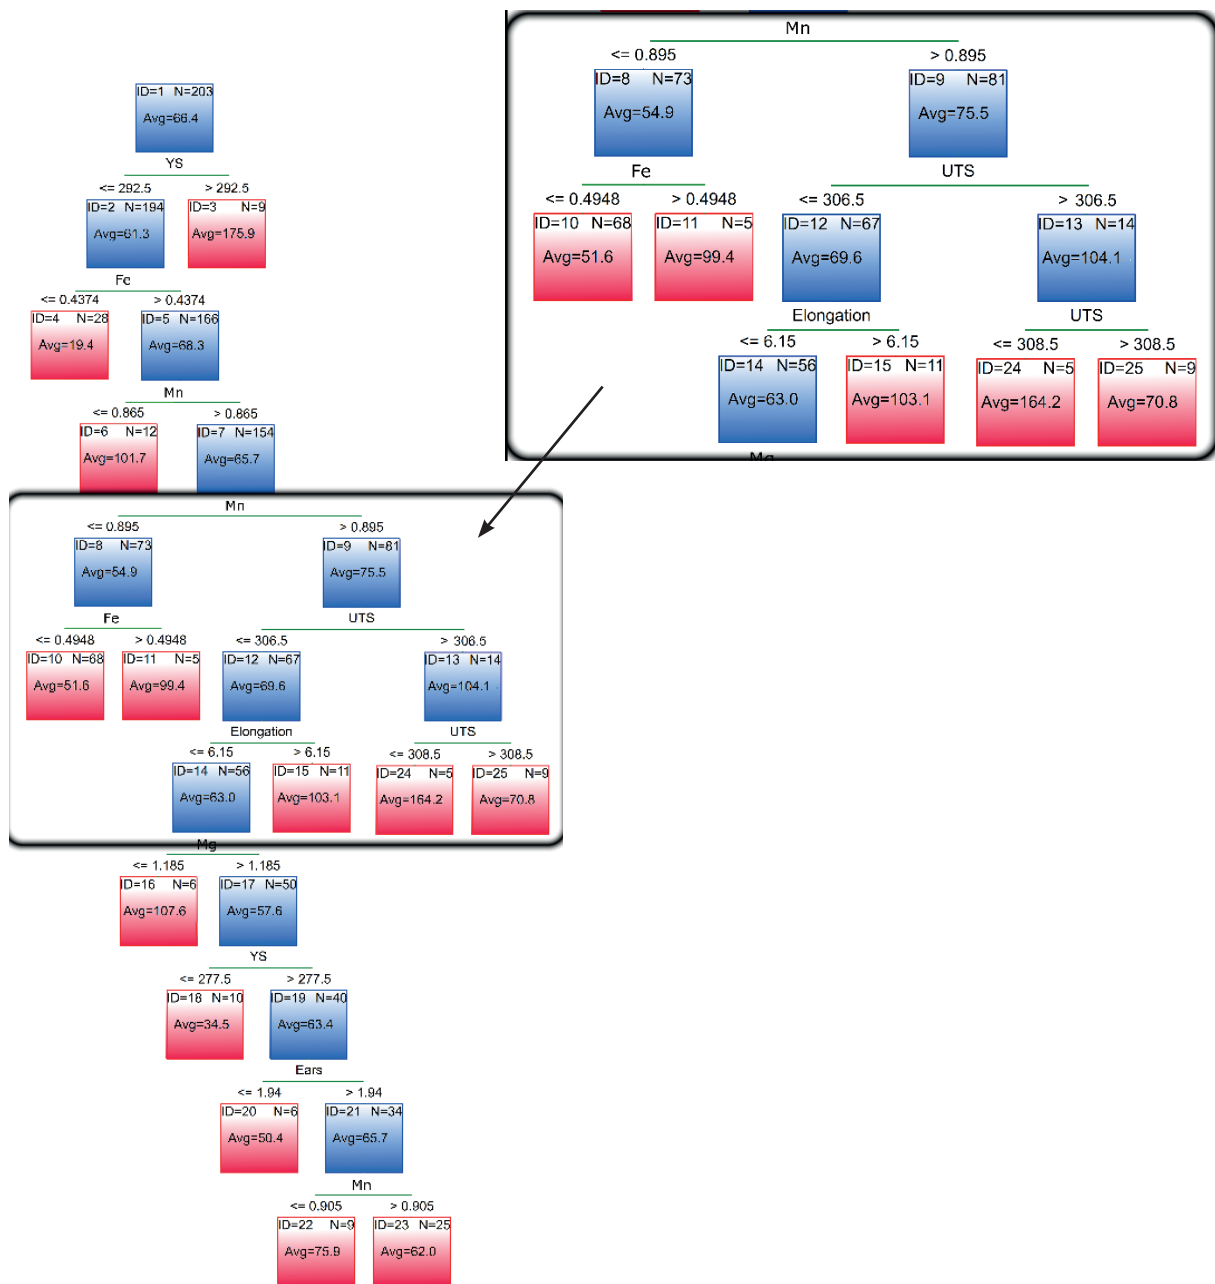 Mn
<= 0.895 > 0.895
ID=8 N=73 ID=9 N=81
Avg=54.9 Avg=75.5
Fe UTS
<= 0.4948 > 0.4948 <= 306.5 > 306.5
ID=10 N=68 ID=11 N=5 ID=12 N=67 ID=13 N=14
Avg=51.6 Avg=99.4 Avg=69.6 Avg=104.1
Elongation UTS
<= 6.15 > 6.15 <= 308.5 > 308.5
ID=14 N=56 ID=15 N=11 ID=24 N=5 ID=25 N=9
Avg=63.0 Avg=103.1 Avg=164.2 Avg=70.8
Mg
ID=1 N=203
Avg=66.4
YS
<= 292.5 > 292.5
ID=2 N=194 ID=3 N=9
Avg=61.3 Avg=175.9
Fe
<= 0.4374 > 0.4374
ID=4 N=28 ID=5 N=166
Avg=19.4 Avg=68.3
Mn
<= 0.865 > 0.865
ID=6 N=12 ID=7 N=154
Avg=101.7 Avg=65.7
Mn
<= 0.895 > 0.895
ID=8 N=73 ID=9 N=81
Avg=54.9 Avg=75.5
Fe UTS
<= 0.4948 > 0.4948 <= 306.5 > 306.5
ID=10 N=68 ID=11 N=5 ID=12 N=67 ID=13 N=14
Avg=51.6 Avg=99.4 Avg=69.6 Avg=104.1
Elongation UTS
<= 6.15 > 6.15 <= 308.5 > 308.5
ID=14 N=56 ID=15 N=11 ID=24 N=5 ID=25 N=9
Avg=63.0 Avg=103.1 Avg=164.2 Avg=70.8
Mg
<= 1.185 > 1.185
ID=16 N=6 ID=17 N=50
Avg=107.6 Avg=57.6
YS
<= 277.5 > 277.5
ID=18 N=10 ID=19 N=40
Avg=34.5 Avg=63.4
Ears
<= 1.94 > 1.94
ID=20 N=6 ID=21 N=34
Avg=50.4 Avg=65.7
Mn
<= 0.905 > 0.905
ID=22 N=9 ID=23 N=25
Avg=75.9 Avg=62.0